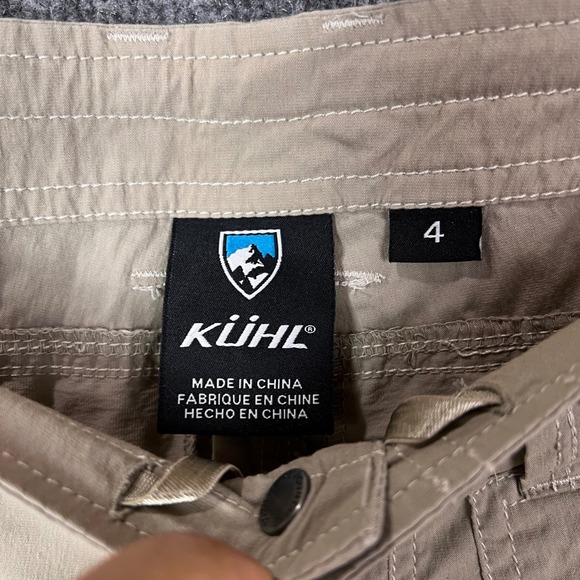 KÜHL®
MADE IN CHINA
FABRIQUE EN CHINE
HECHO EN CHINA
4